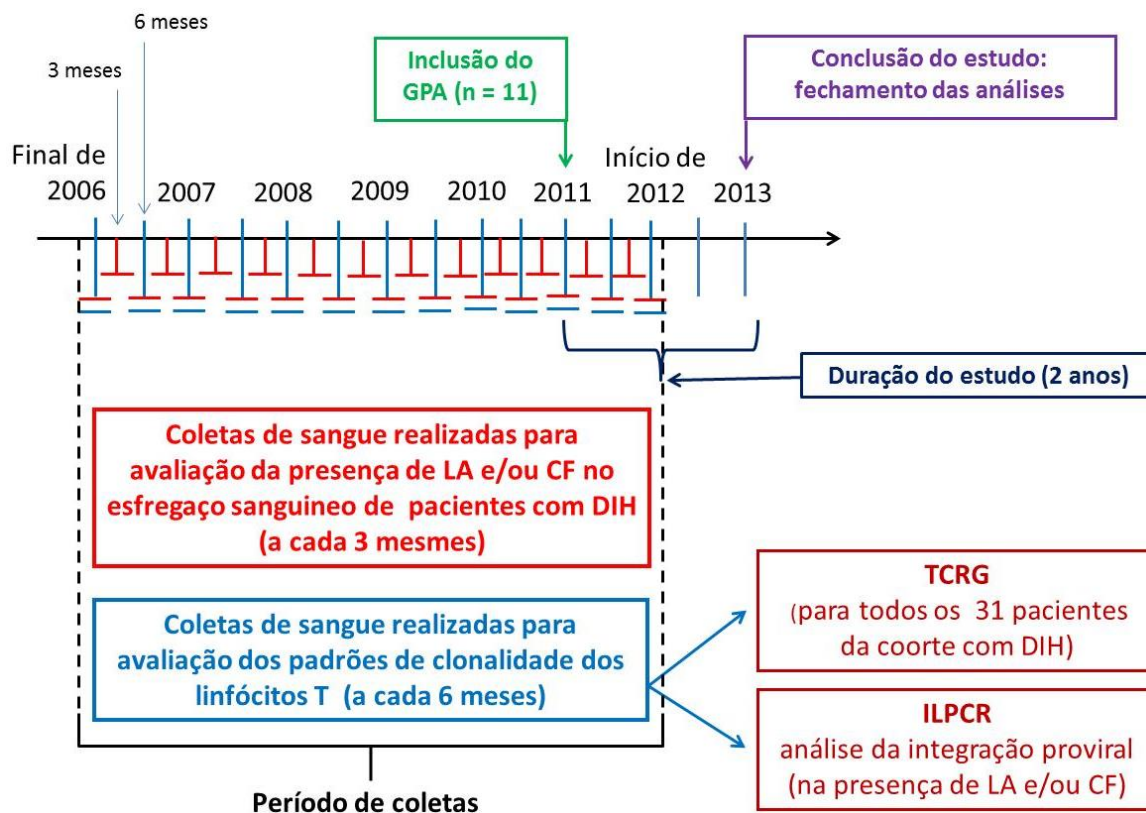 6 meses
3 meses
Inclusão do
GPA (n = 11)
Conclusão do estudo:
fechamento das análises
Final de
2006
2007
2008
2009
2010
2011
Início de
2012
2013
Duração do estudo (2 anos)
Coletas de sangue realizadas para
avaliação da presença de LA e/ou CF no
esfregaço sanguineo de pacientes com DIH
(a cada 3 mesmes)
Coletas de sangue realizadas para
avaliação dos padrões de clonalidade dos
linfócitos T (a cada 6 meses)
TCRG
(para todos os 31 pacientes
da coorte com DIH)
ILPCR
análise da integração proviral
(na presença de LA e/ou CF)
Período de coletas